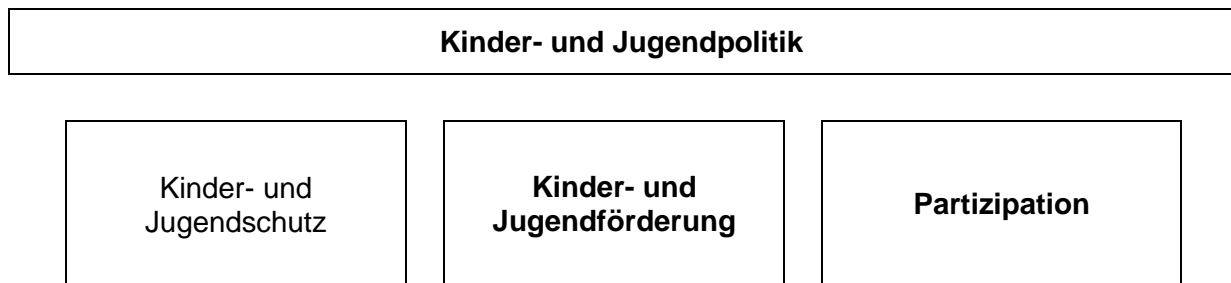 Kinder- und Jugendpolitik
Kinder- und
Jugendschutz
Kinder- und
Jugendförderung
Partizipation